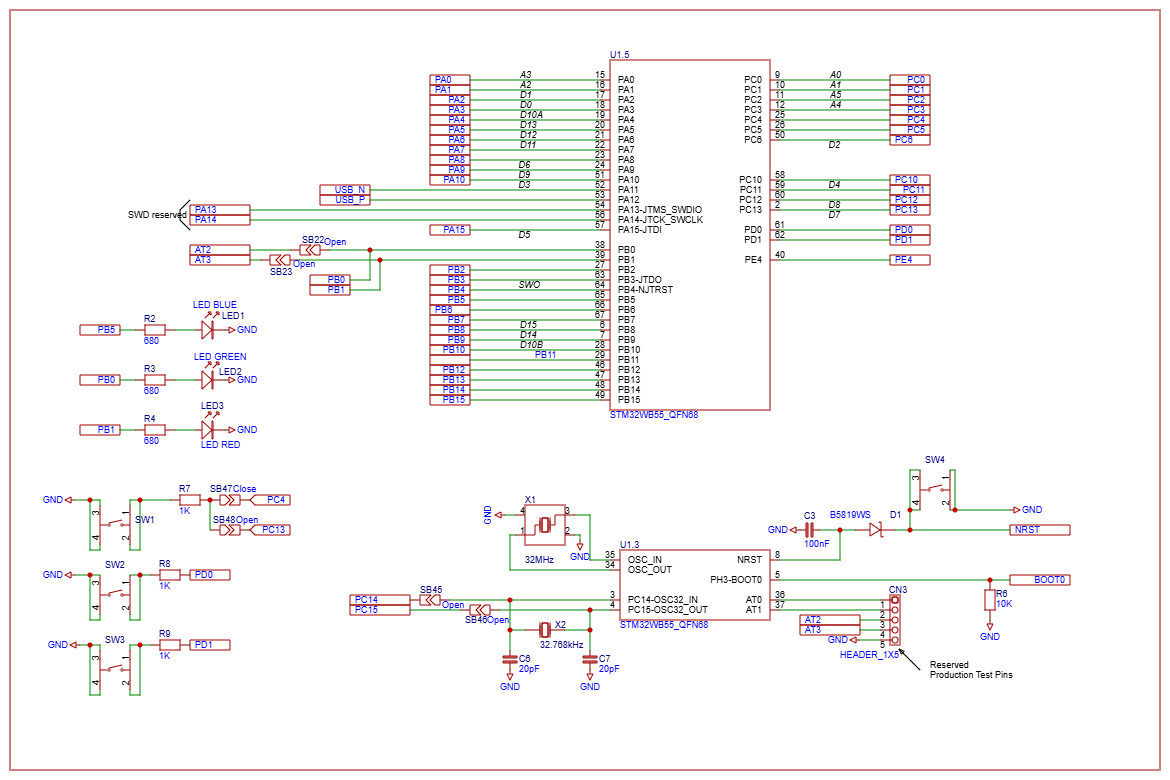 U1.5
PA0 A3 15 PA0 PC0 9 A0 PC0
PA1 A2 16 PA1 PC1 10 A1 PC1
PA2 D1 17 PA2 PC2 11 A5 PC2
PA3 D0 18 PA3 PC3 12 A4 PC3
PA4 D10A 19 PA4 PC4 25 PC4
PA5 D13 20 PA5 PC5 26 PC5
PA6 D12 21 PA6 PC6 50 D2 PC6
PA7 D11 22 PA7
PA8 23 PA8
PA9 D6 24 PA9
PA10 D9 51 PA10 PC10 58 PC10
USB_N D3 52 PA11 PC11 59 D4 PC11
USB_P 53 PA12 PC12 60 PC12
SWD reserved
PA13 54 PA13-JTMS_SWDIO PC13 2 D8 PC13
D7
PA14 56 PA14-JTCK_SWCLK
PA15 D5 57 PA15-JTDI PD0 61 PD0
PD1 62 PD1
AT2 SB22 Open 38 PB0
AT3 SB23 Open 39 PB1 PE4 40 PE4
PB2 27 PB2
PB0 PB3 63 PB3-JTDO
PB1 PB4 SWO 64 PB4-NJTRST
PB5 65 PB5
PB6 66 PB6
PB7 67 PB7
PB8 D15 6 PB8
PB9 D14 7 PB9
PB10 D10B 28 PB10
PB11 29 PB11
PB12 46 PB12
PB13 47 PB13
PB14 48 PB14
PB15 49 PB15
STM32WB55_QFN68
LED BLUE
R2 LED1
PB5 GND
680
LED GREEN
R3 LED2
PB0 GND
680
LED3
R4
PB1 GND
680 LED RED
R7 SB47 Close
GND PC4
1K
3 1 SW1 SB48 Open PC13
4 2
SW2 R8
GND PD0
1K
3 1
4 2
SW3 R9
GND PD1
1K
3 1
4 2
X1
GND 4 3
1 2
GND
32MHz
U1.3
35 OSC_IN NRST 8
34 OSC_OUT
PH3-BOOT0 5 BOOT0
PC14 SB45 Open 3 PC14-OSC32_IN AT0 36
PC15 SB46 Open 4 PC15-OSC32_OUT AT1 37
STM32WB55_QFN68
X2
32.768kHz
C6 20pF
C7 20pF
GND GND
SW4
3 1
4 2
GND
C3 B5819WS D1
GND NRST
100nF
R6
10K
GND
CN3
1
AT2 2
AT3 3
GND 4
5
HEADER_1X5
Reserved
Production Test Pins